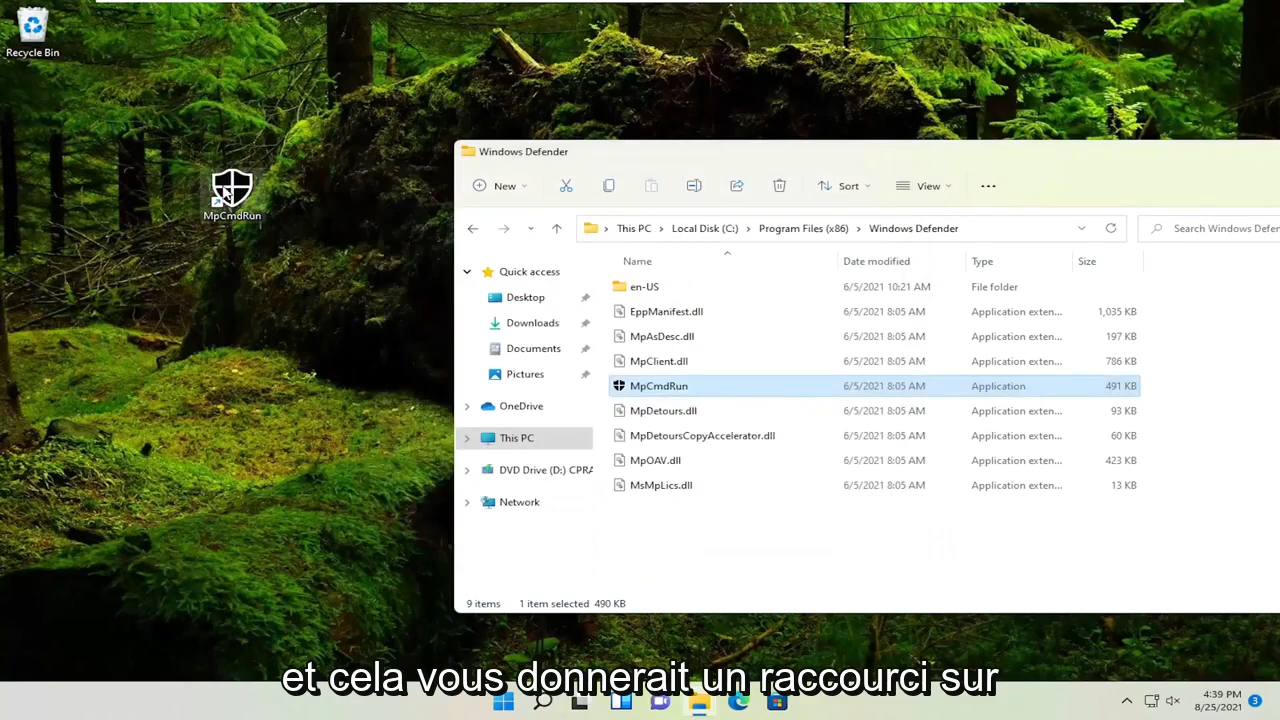 Recycle Bin
MpCmdRun
Windows Defender
New
Sort
View
This PC
Local Disk (C:)
Program Files (x86)
Windows Defender
Search Windows Defen
Name
Date modified
Type
Size
Quick access
Desktop
Downloads
Documents
Pictures
OneDrive
This PC
DVD Drive (D:) CPRA
Network
en-US 6/5/2021 10:21 AM File folder
EppManifest.dll 6/5/2021 8:05 AM Application exten... 1,035 KB
MpAsDesc.dll 6/5/2021 8:05 AM Application exten... 197 KB
MpClient.dll 6/5/2021 8:05 AM Application exten... 786 KB
MpCmdRun 6/5/2021 8:05 AM Application 491 KB
MpDetours.dll 6/5/2021 8:05 AM Application exten... 93 KB
MpDetoursCopyAccelerator.dll 6/5/2021 8:05 AM Application exten... 60 KB
MpOAV.dll 6/5/2021 8:05 AM Application exten... 423 KB
MsMpLics.dll 6/5/2021 8:05 AM Application exten... 13 KB
9 items 1 item selected 490 KB
et cela vous donnerait un raccourci sur
4:39 PM
8/25/2021
3